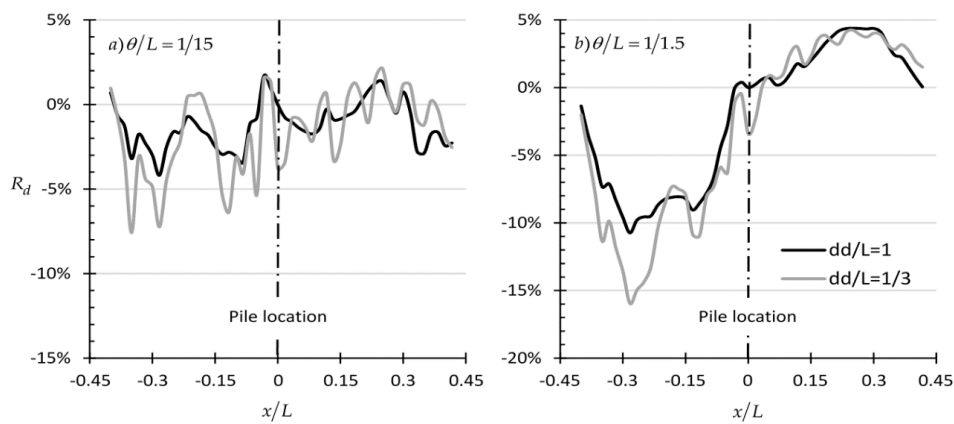 5%
a) θ/L = 1/15
0%
R_d
-5%
-10%
Pile location
-15%
-0.45 -0.3 -0.15 0 0.15 0.3 0.45
x/L
5%
b) θ/L = 1/1.5
0%
-5%
-10%
dd/L=1
dd/L=1/3
-15%
Pile location
-20%
-0.45 -0.3 -0.15 0 0.15 0.3 0.45
x/L